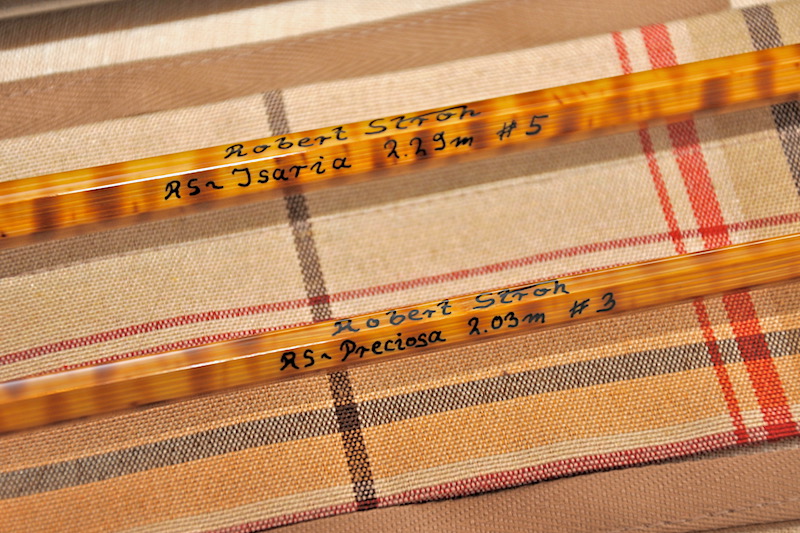 Robert Stroh
RS~Isaria 2.29m #5
Robert Stroh
RS~Preciosa 2.03m #3